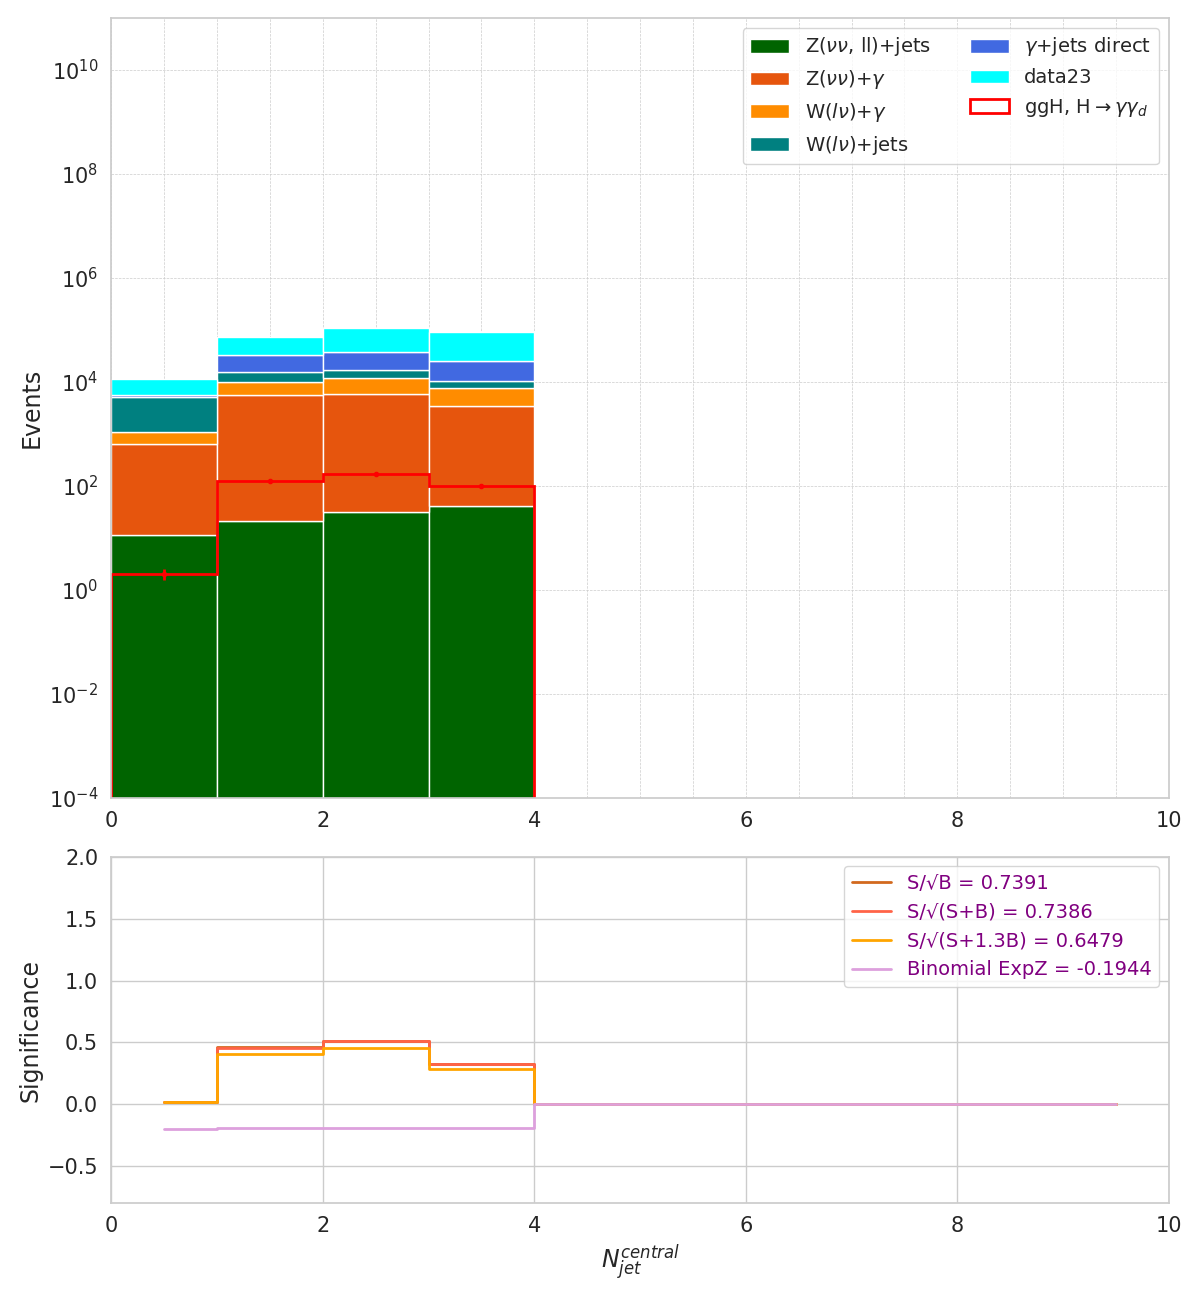 Z(νν, ll)+jets
Z(νν)+γ
W(lν)+γ
W(lν)+jets
γ+jets direct
data23
ggH, H→γγ_d
Events
10^10
10^8
10^6
10^4
10^2
10^0
10^−2
10^−4
0 2 4 6 8 10
Significance
2.0
1.5
1.0
0.5
0.0
−0.5
S/√B = 0.7391
S/√(S+B) = 0.7386
S/√(S+1.3B) = 0.6479
Binomial ExpZ = -0.1944
0 2 4 6 8 10
N_jet^central